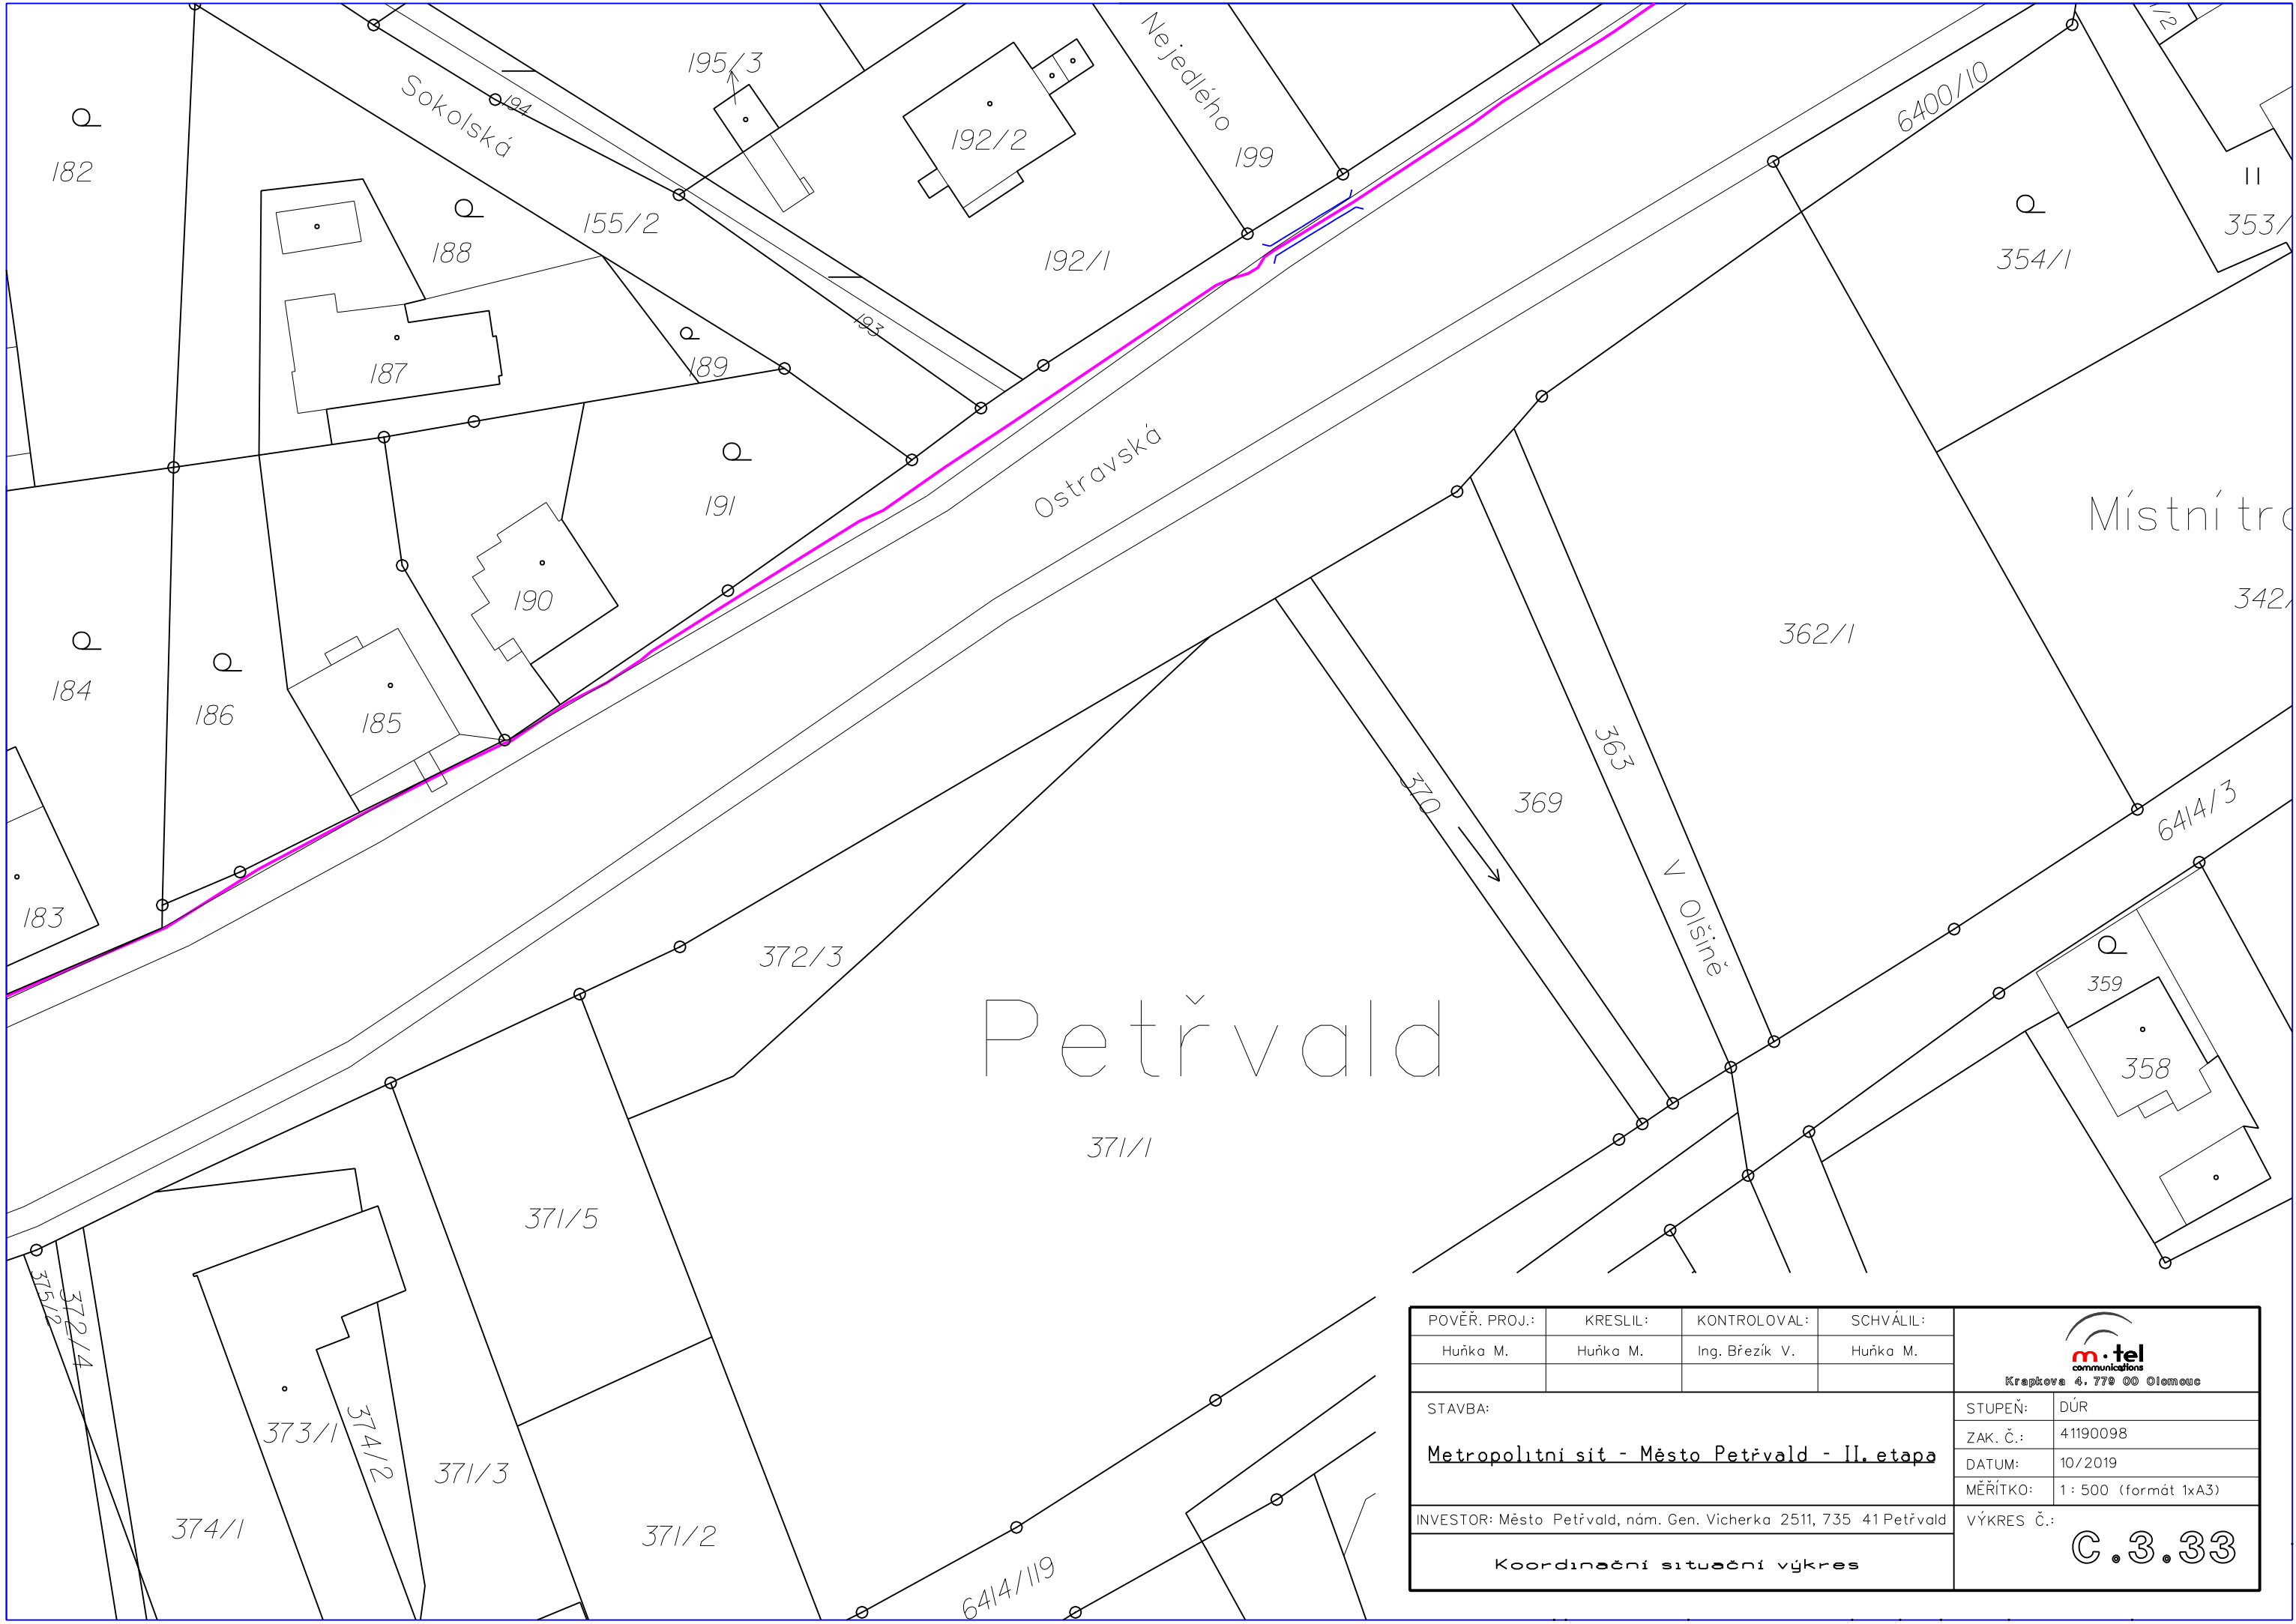 195/3
Nejedlého
Sokolská
194
6400/10
182
192/2
199
188
155/2
192/1
354/1
353/
193
187
189
Ostravská
191
Místní tr
342/
190
362/1
184
186
185
363
370
369
6414/3
183
V Olšině
372/3
359
Petřvald
358
371/1
371/5
375/2
372/4
373/1
374/2
371/3
374/1
371/2
6414/119
POVĚŘ. PROJ.: KRESLIL: KONTROLOVAL: SCHVÁLIL:
Huňka M. Huňka M. Ing. Březík V. Huňka M.
m·tel
communications
Krapkova 4, 779 00 Olomouc
STAVBA:
Metropolitní síť - Město Petřvald - II. etapa
STUPEŇ: DÚR
ZAK. Č.: 41190098
DATUM: 10/2019
MĚŘÍTKO: 1 : 500 (formát 1xA3)
INVESTOR: Město Petřvald, nám. Gen. Vicherka 2511, 735 41 Petřvald
VÝKRES Č.:
C.3.33
Koordinační situační výkres